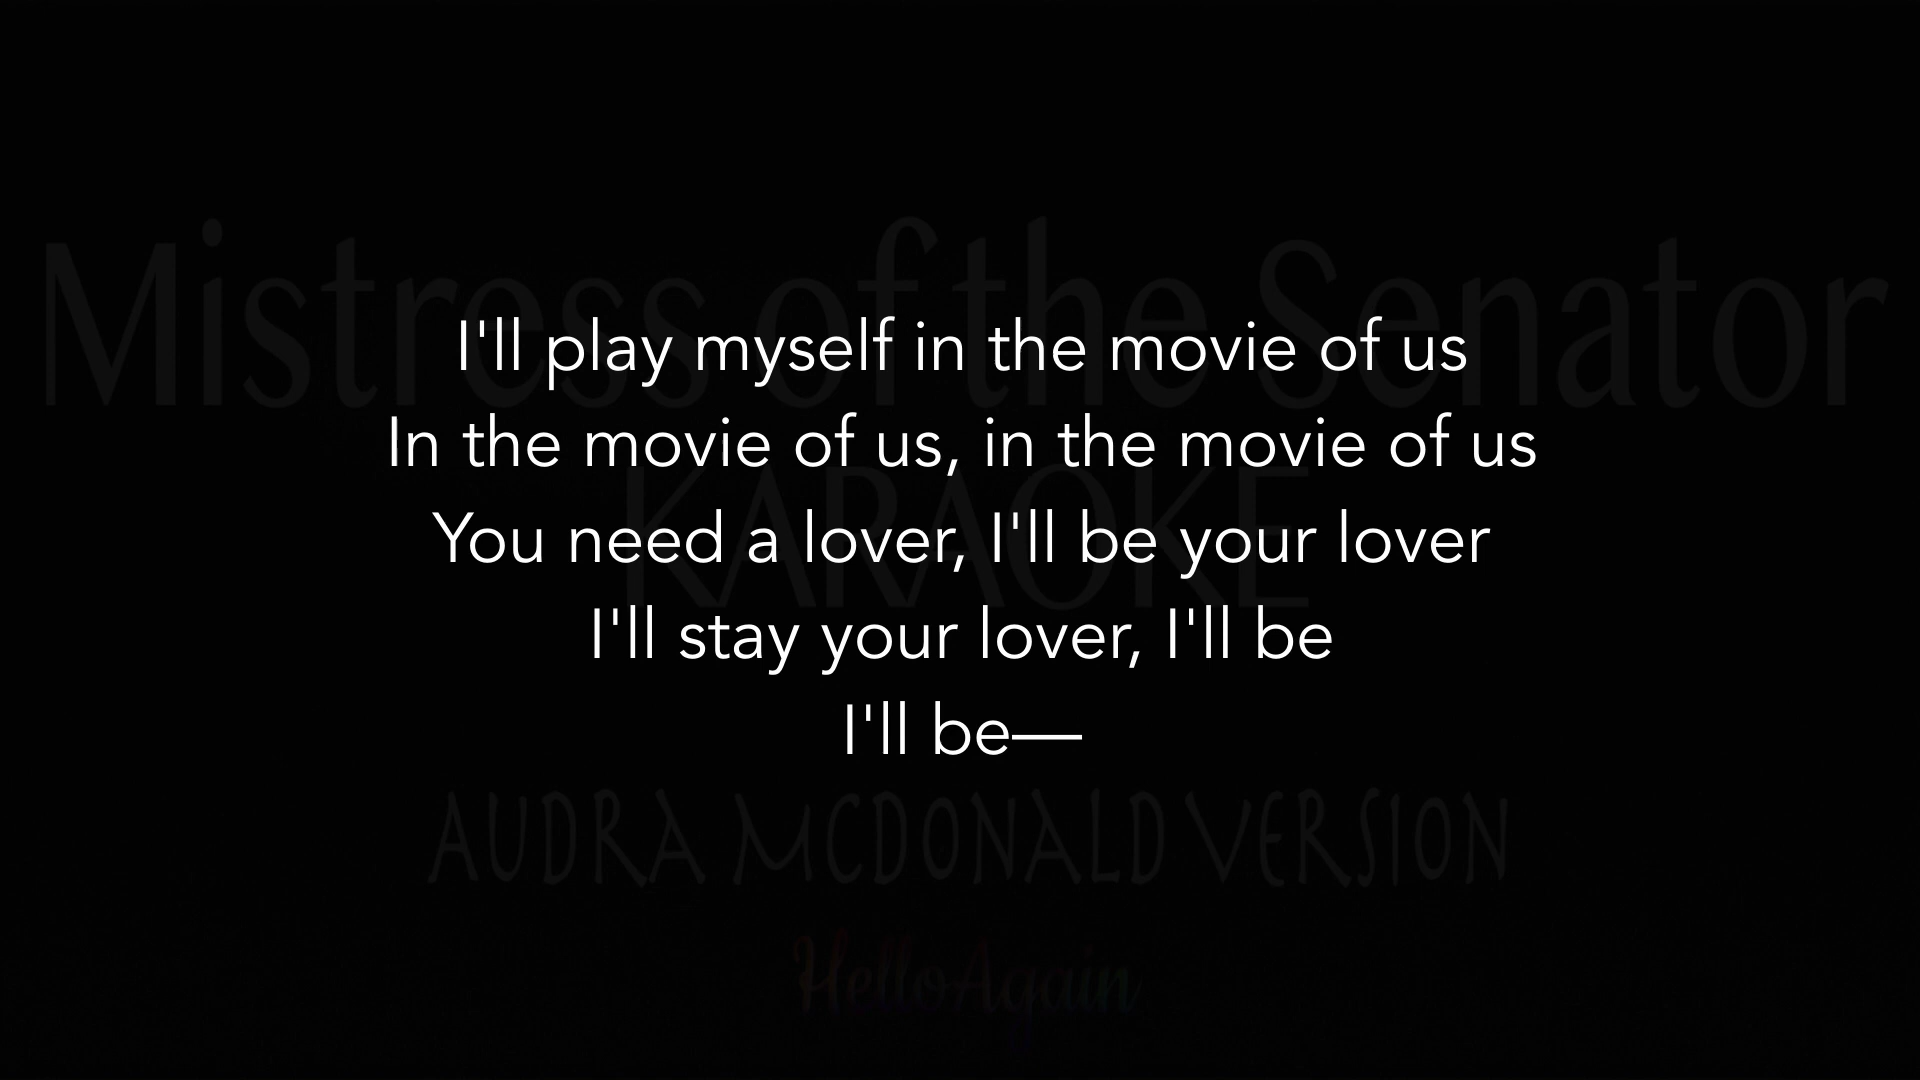 Mistress of the Senator
I'll play myself in the movie of us
In the movie of us, in the movie of us
KARAOKE
You need a lover, I'll be your lover
I'll stay your lover, I'll be
I'll be—
AUDRA MCDONALD VERSION
HelloAgain